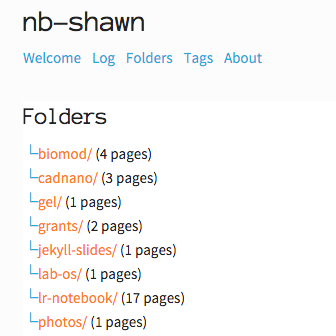 nb-shawn
Welcome Log Folders Tags About
Folders
biomod/ (4 pages)
cadnano/ (3 pages)
gel/ (1 pages)
grants/ (2 pages)
jekyll-slides/ (1 pages)
lab-os/ (1 pages)
lr-notebook/ (17 pages)
photos/ (1 pages)